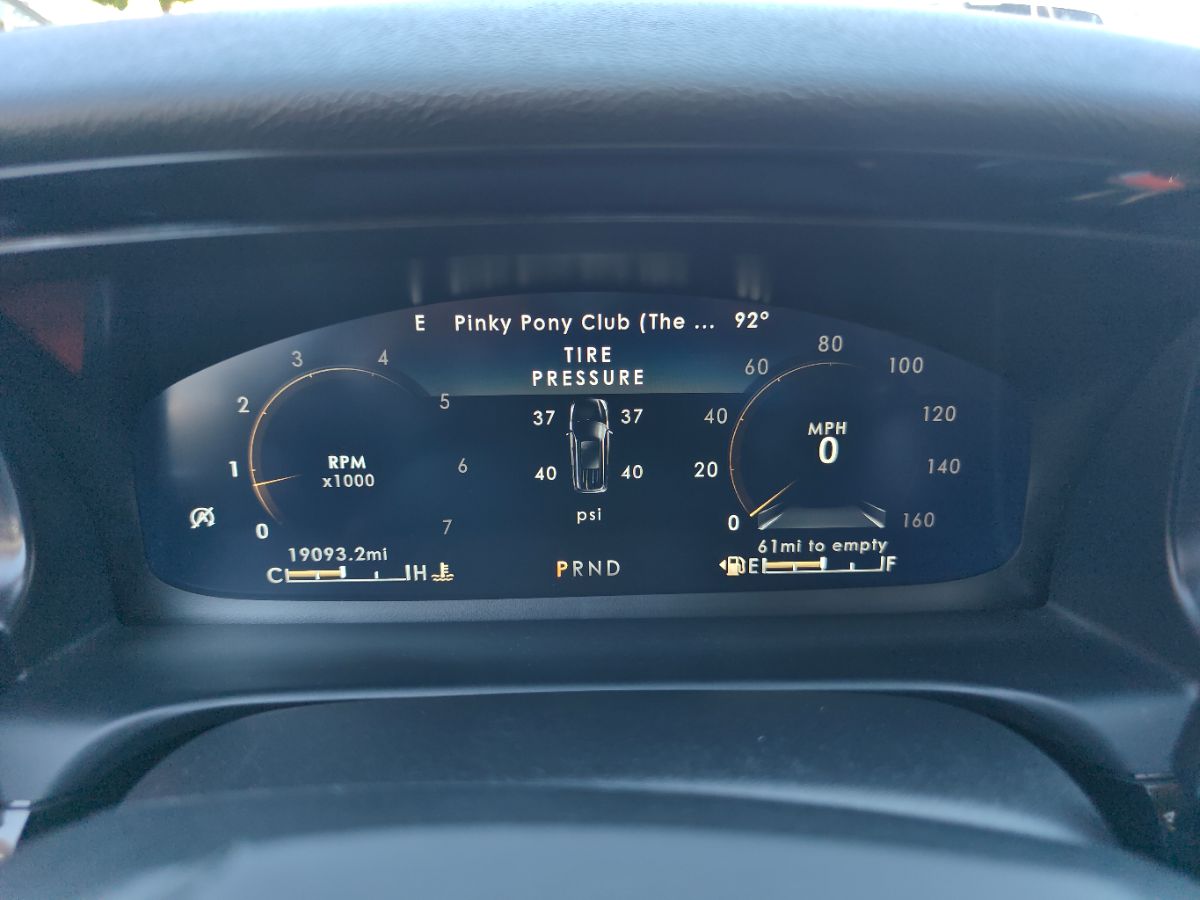 E Pinky Pony Club (The ... 92°
TIRE
PRESSURE
37 37
40 40
psi
0 1 2 3 4 5 6 7
RPM
x1000
0 20 40 60 80 100 120 140 160
MPH
0
19093.2mi
C H
PRND
61mi to empty
E F